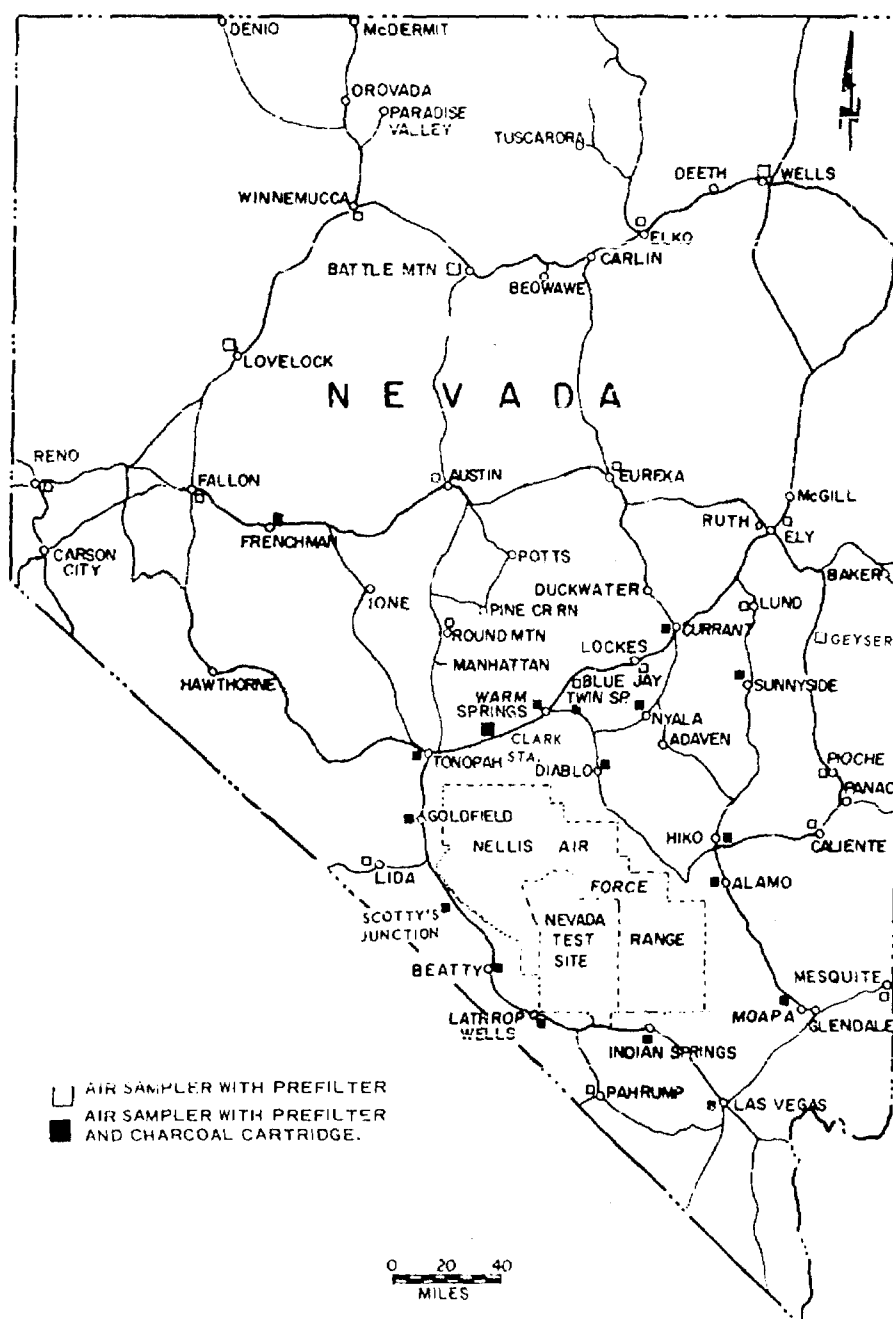 DENIO
McDERMIT
OROVADA
PARADISE
VALLEY
TUSCARORA
DEETH
WELLS
WINNEMUCCA
ELKO
CARLIN
BATTLE MTN
BEOWAWE
LOVELOCK
NEVADA
RENO
FALLON
AUSTIN
EUREKA
McGILL
FRENCHMAN
RUTH
ELY
CARSON
CITY
POTTS
BAKER
IONE
DUCKWATER
PINE CR RN
LUND
ROUND MTN
CURRANT
GEYSER
LOCKES
MANHATTAN
HAWTHORNE
BLUE JAY
SUNNYSIDE
WARM
SPRINGS
TWIN SP.
NYALA
CLARK
STA.
ADAVEN
TONOPAH
DIABLO
PIOCHE
PANAC
GOLDFIELD
HIKO
CALIENTE
NELLIS AIR
LIDA
FORCE
ALAMO
SCOTTY'S
JUNCTION
NEVADA
TEST
SITE
RANGE
BEATTY
MESQUITE
LATHROP
WELLS
MOAPA
GLENDALE
INDIAN SPRINGS
PAHRUMP
LAS VEGAS
AIR SAMPLER WITH PREFILTER
AIR SAMPLER WITH PREFILTER
AND CHARCOAL CARTRIDGE.
0 20 40
MILES